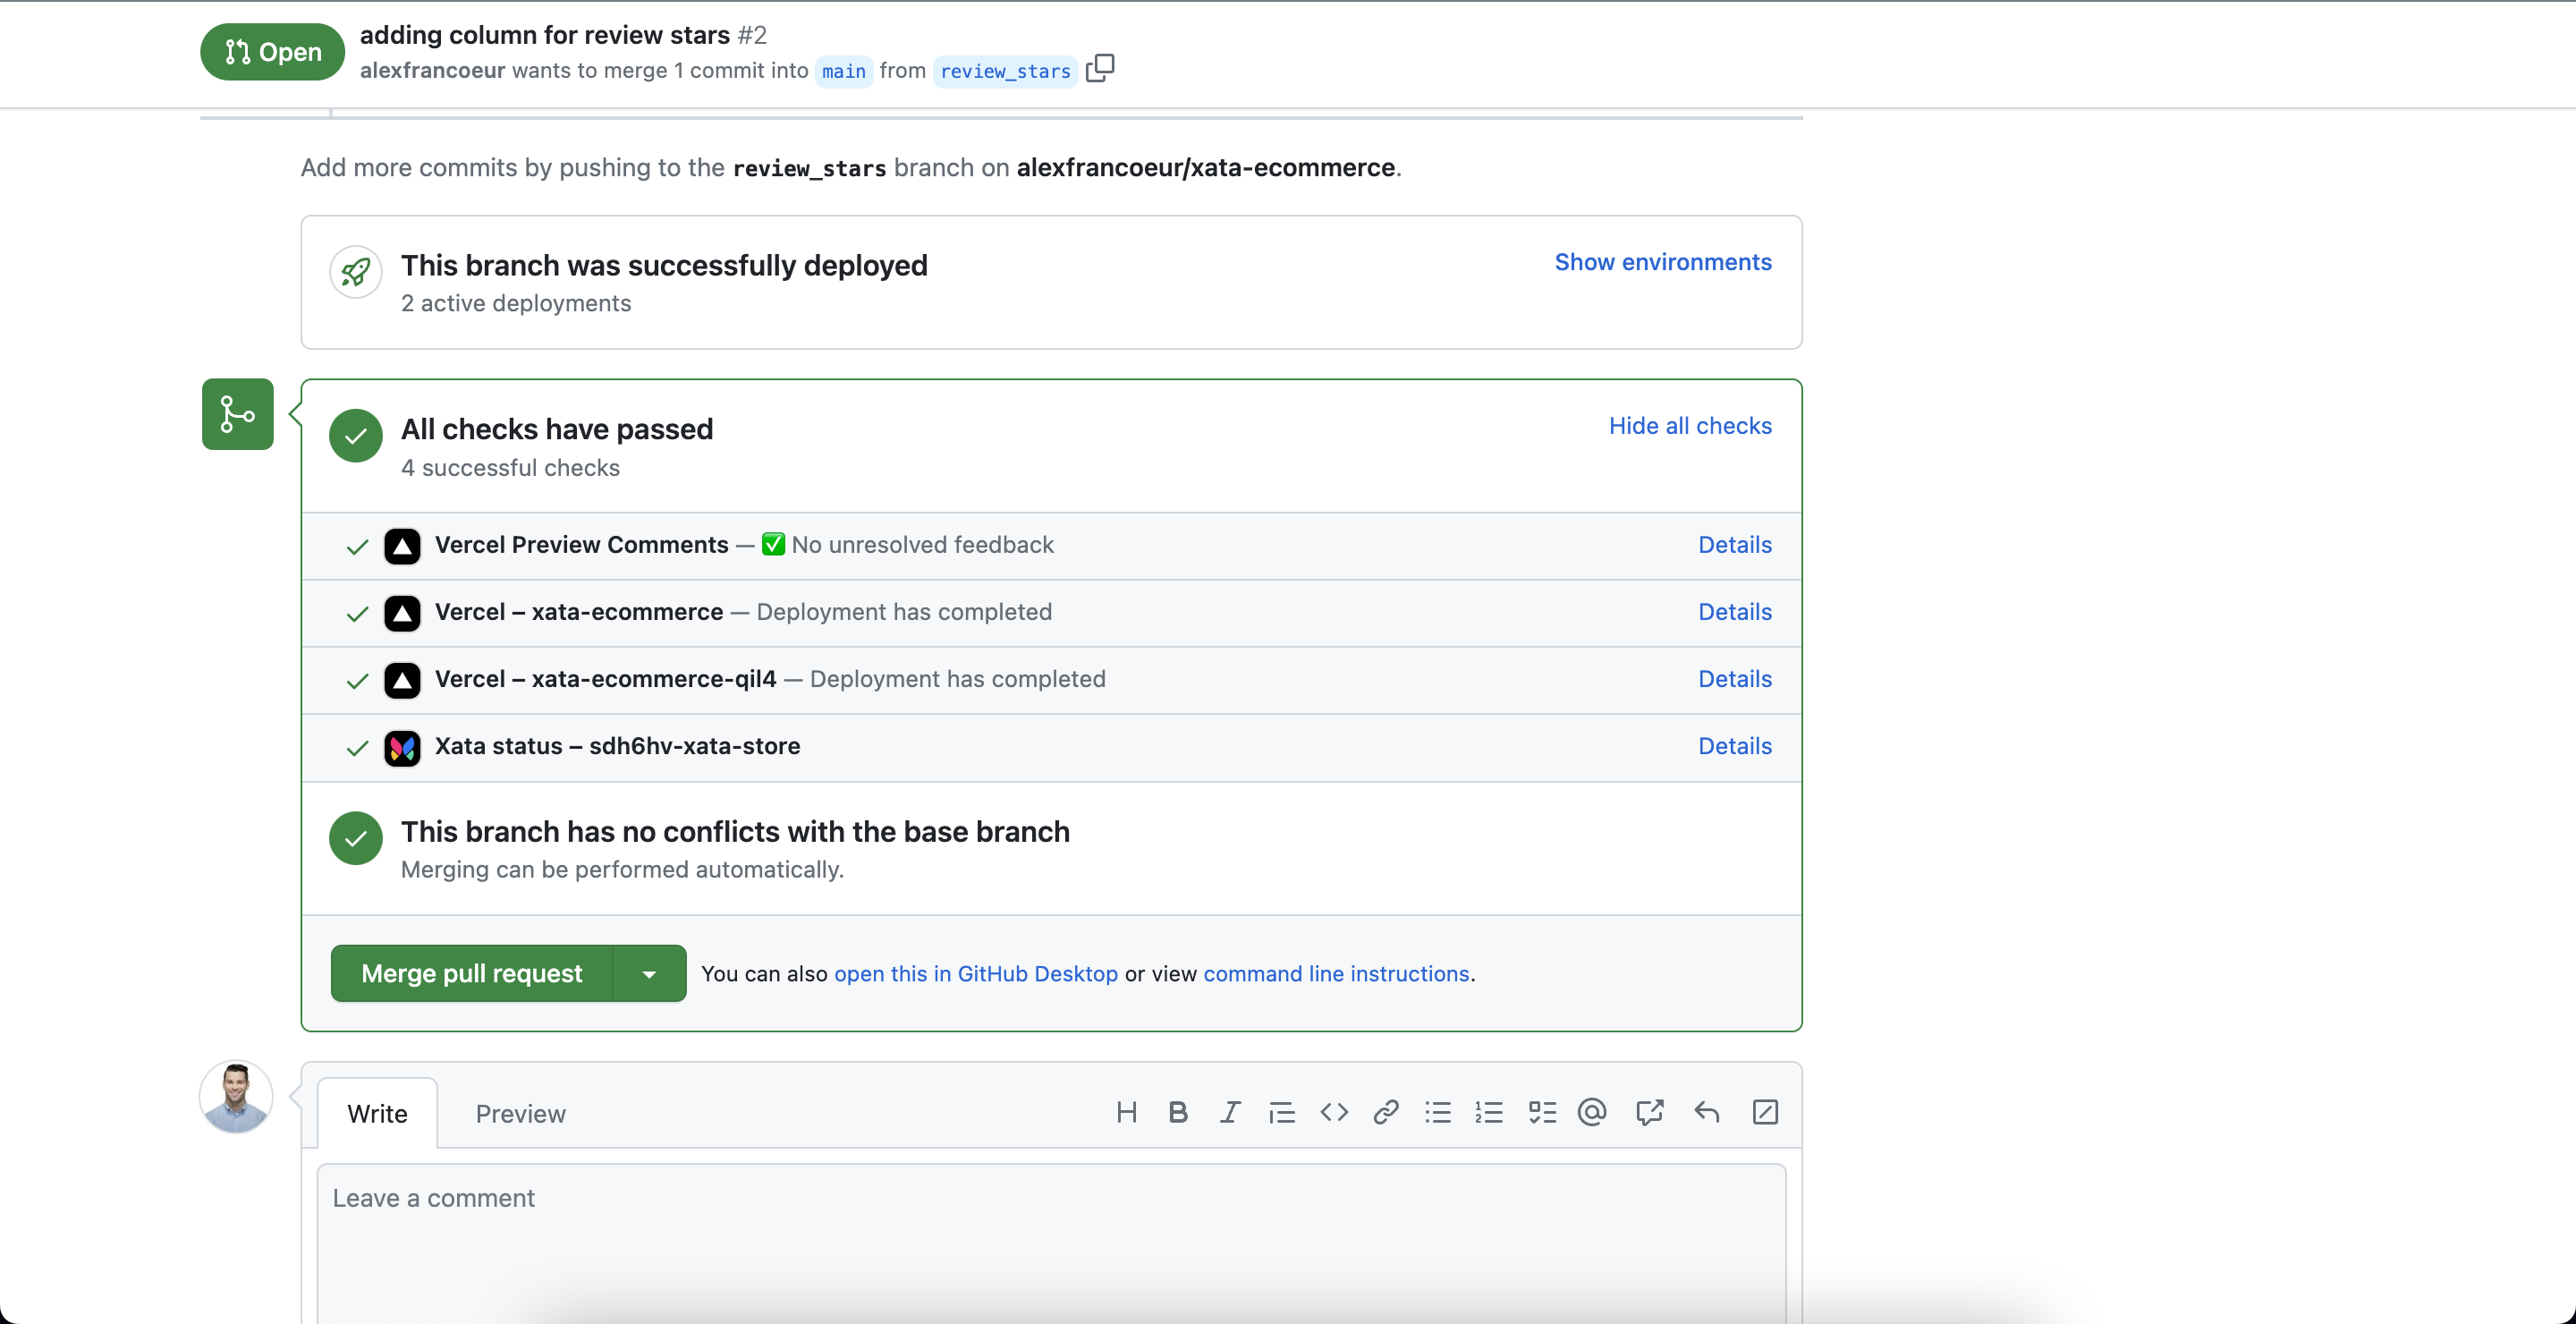 Open
adding column for review stars #2
alexfrancoeur wants to merge 1 commit into main from review_stars
Add more commits by pushing to the review_stars branch on alexfrancoeur/xata-ecommerce.
This branch was successfully deployed
Show environments
2 active deployments
All checks have passed
Hide all checks
4 successful checks
Vercel Preview Comments — ✅ No unresolved feedback
Details
Vercel – xata-ecommerce — Deployment has completed
Details
Vercel – xata-ecommerce-qil4 — Deployment has completed
Details
Xata status – sdh6hv-xata-store
Details
This branch has no conflicts with the base branch
Merging can be performed automatically.
Merge pull request
You can also open this in GitHub Desktop or view command line instructions.
Write
Preview
Leave a comment